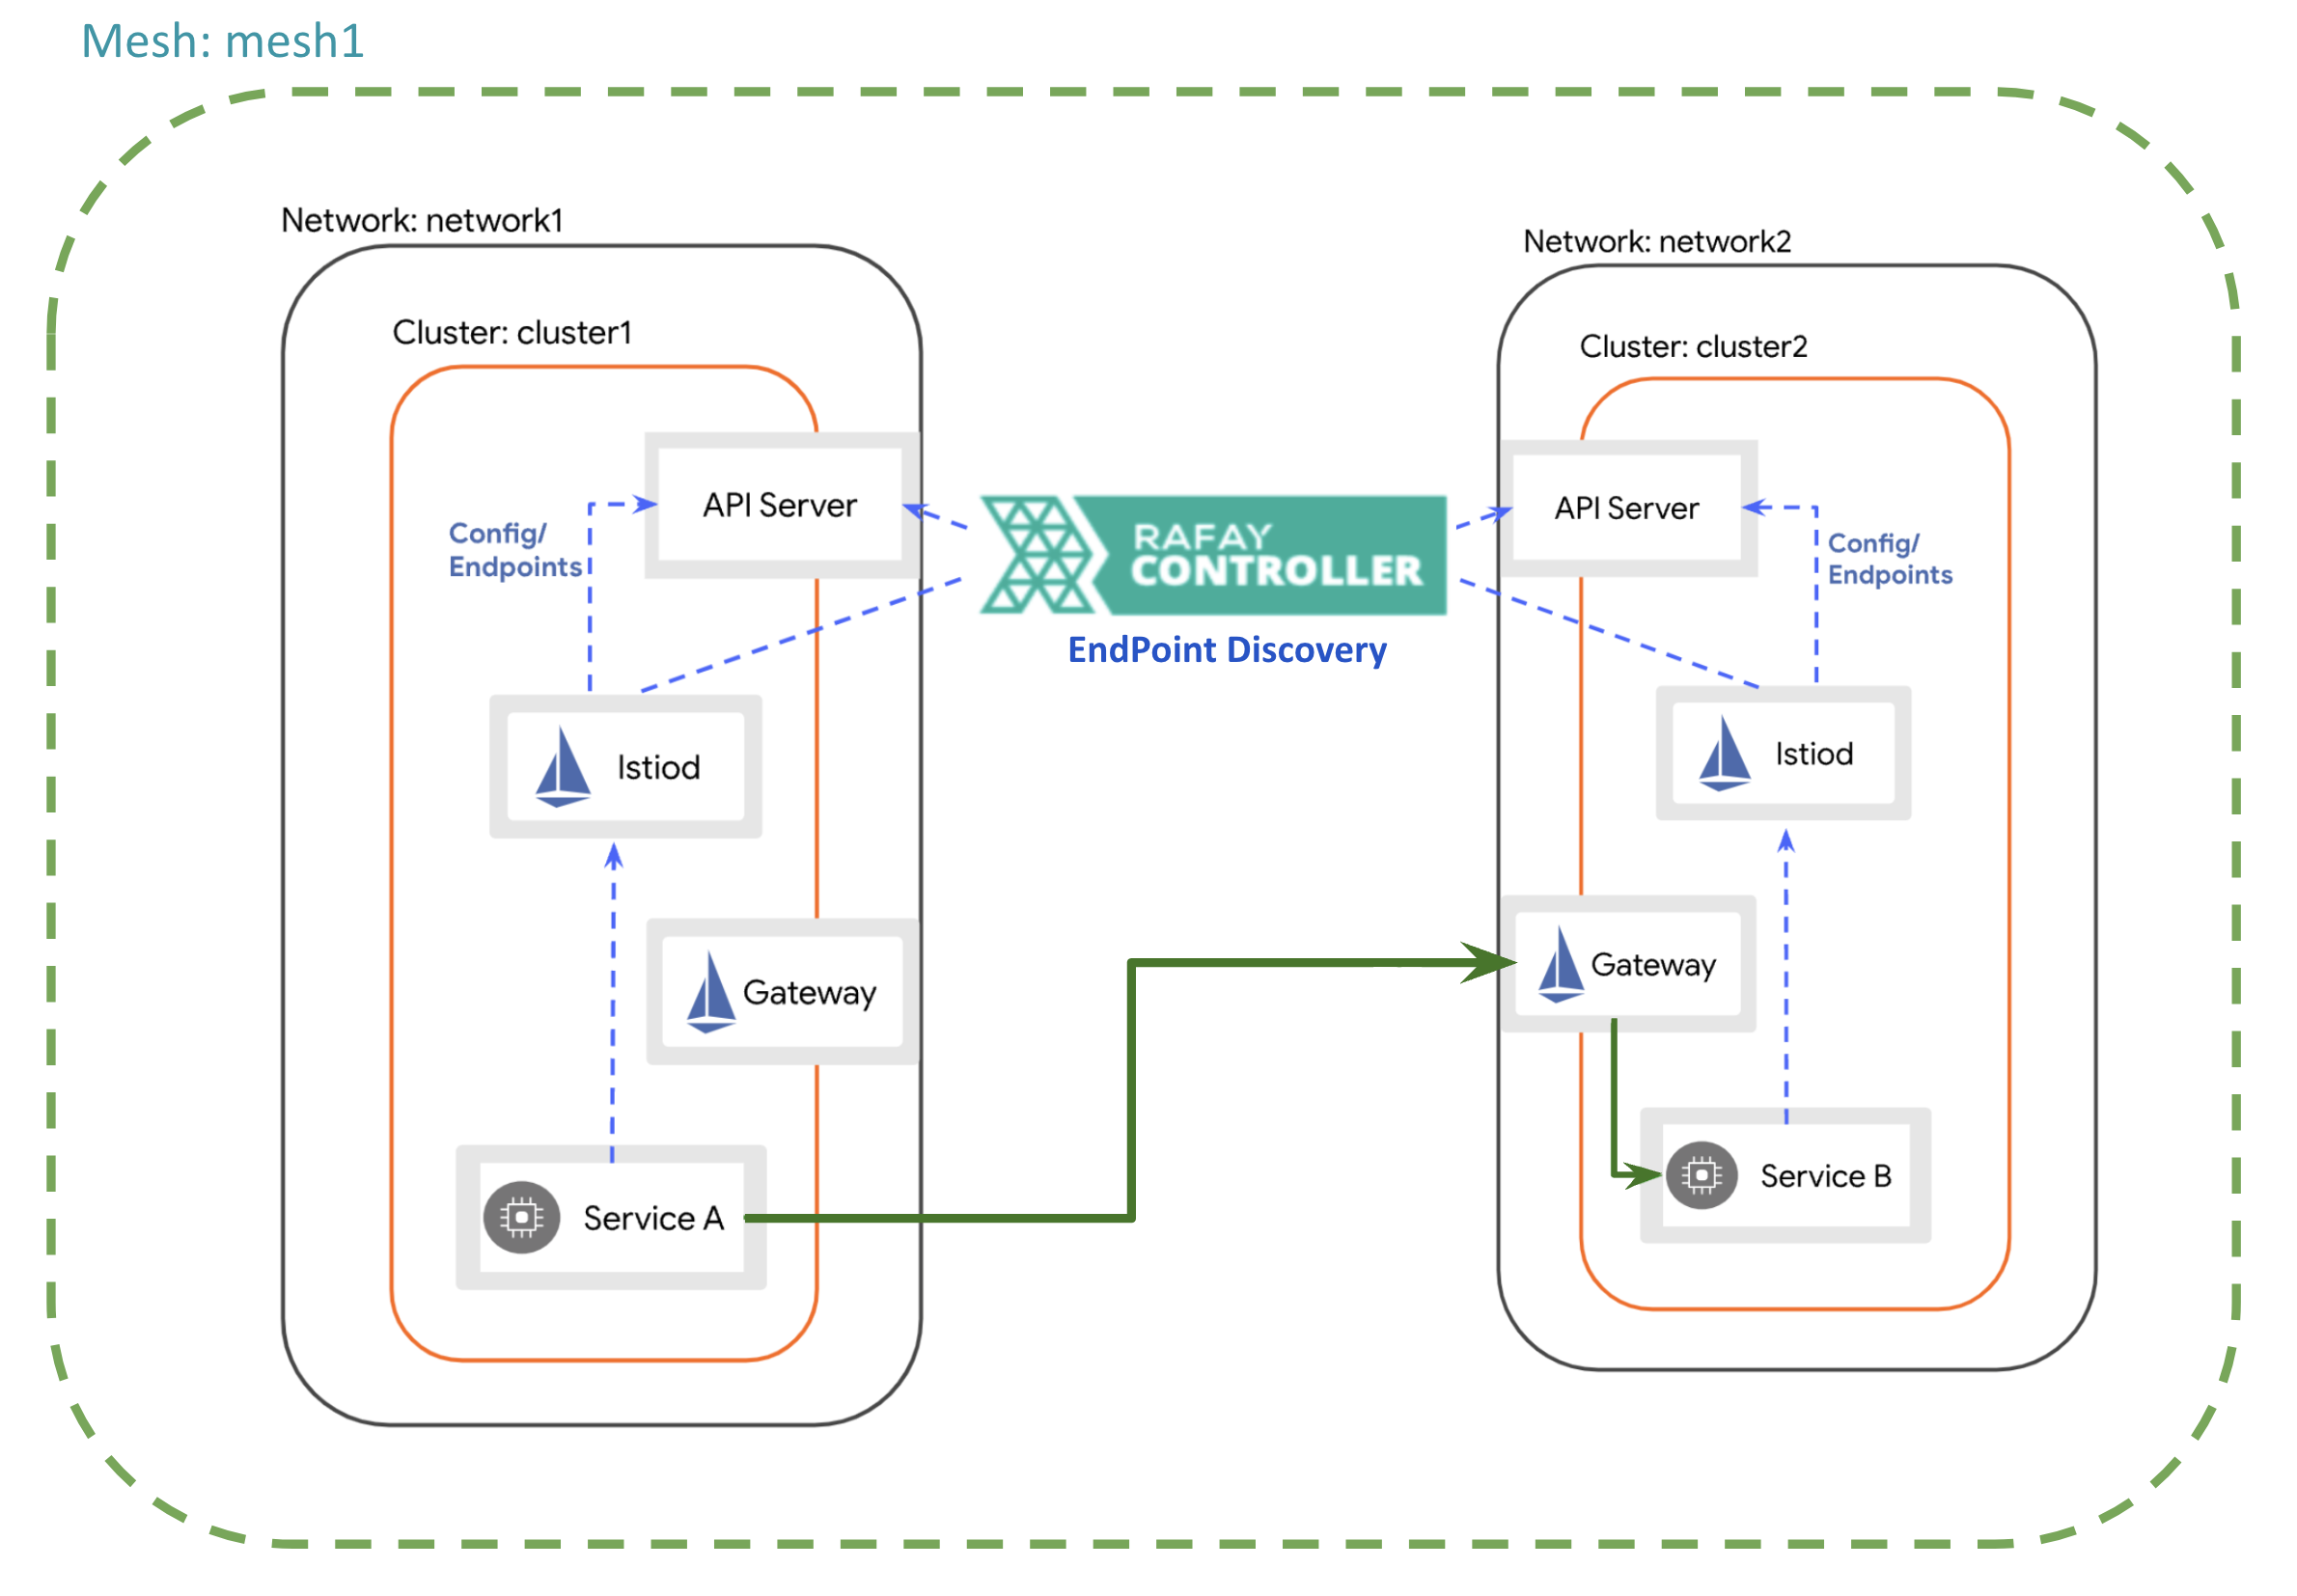 Mesh: mesh1
Network: network1
Network: network2
Cluster: cluster1
Cluster: cluster2
API Server
Config/
Endpoints
RAFAY
CONTROLLER
EndPoint Discovery
API Server
Config/
Endpoints
Istiod
Istiod
Gateway
Gateway
Service A
Service B